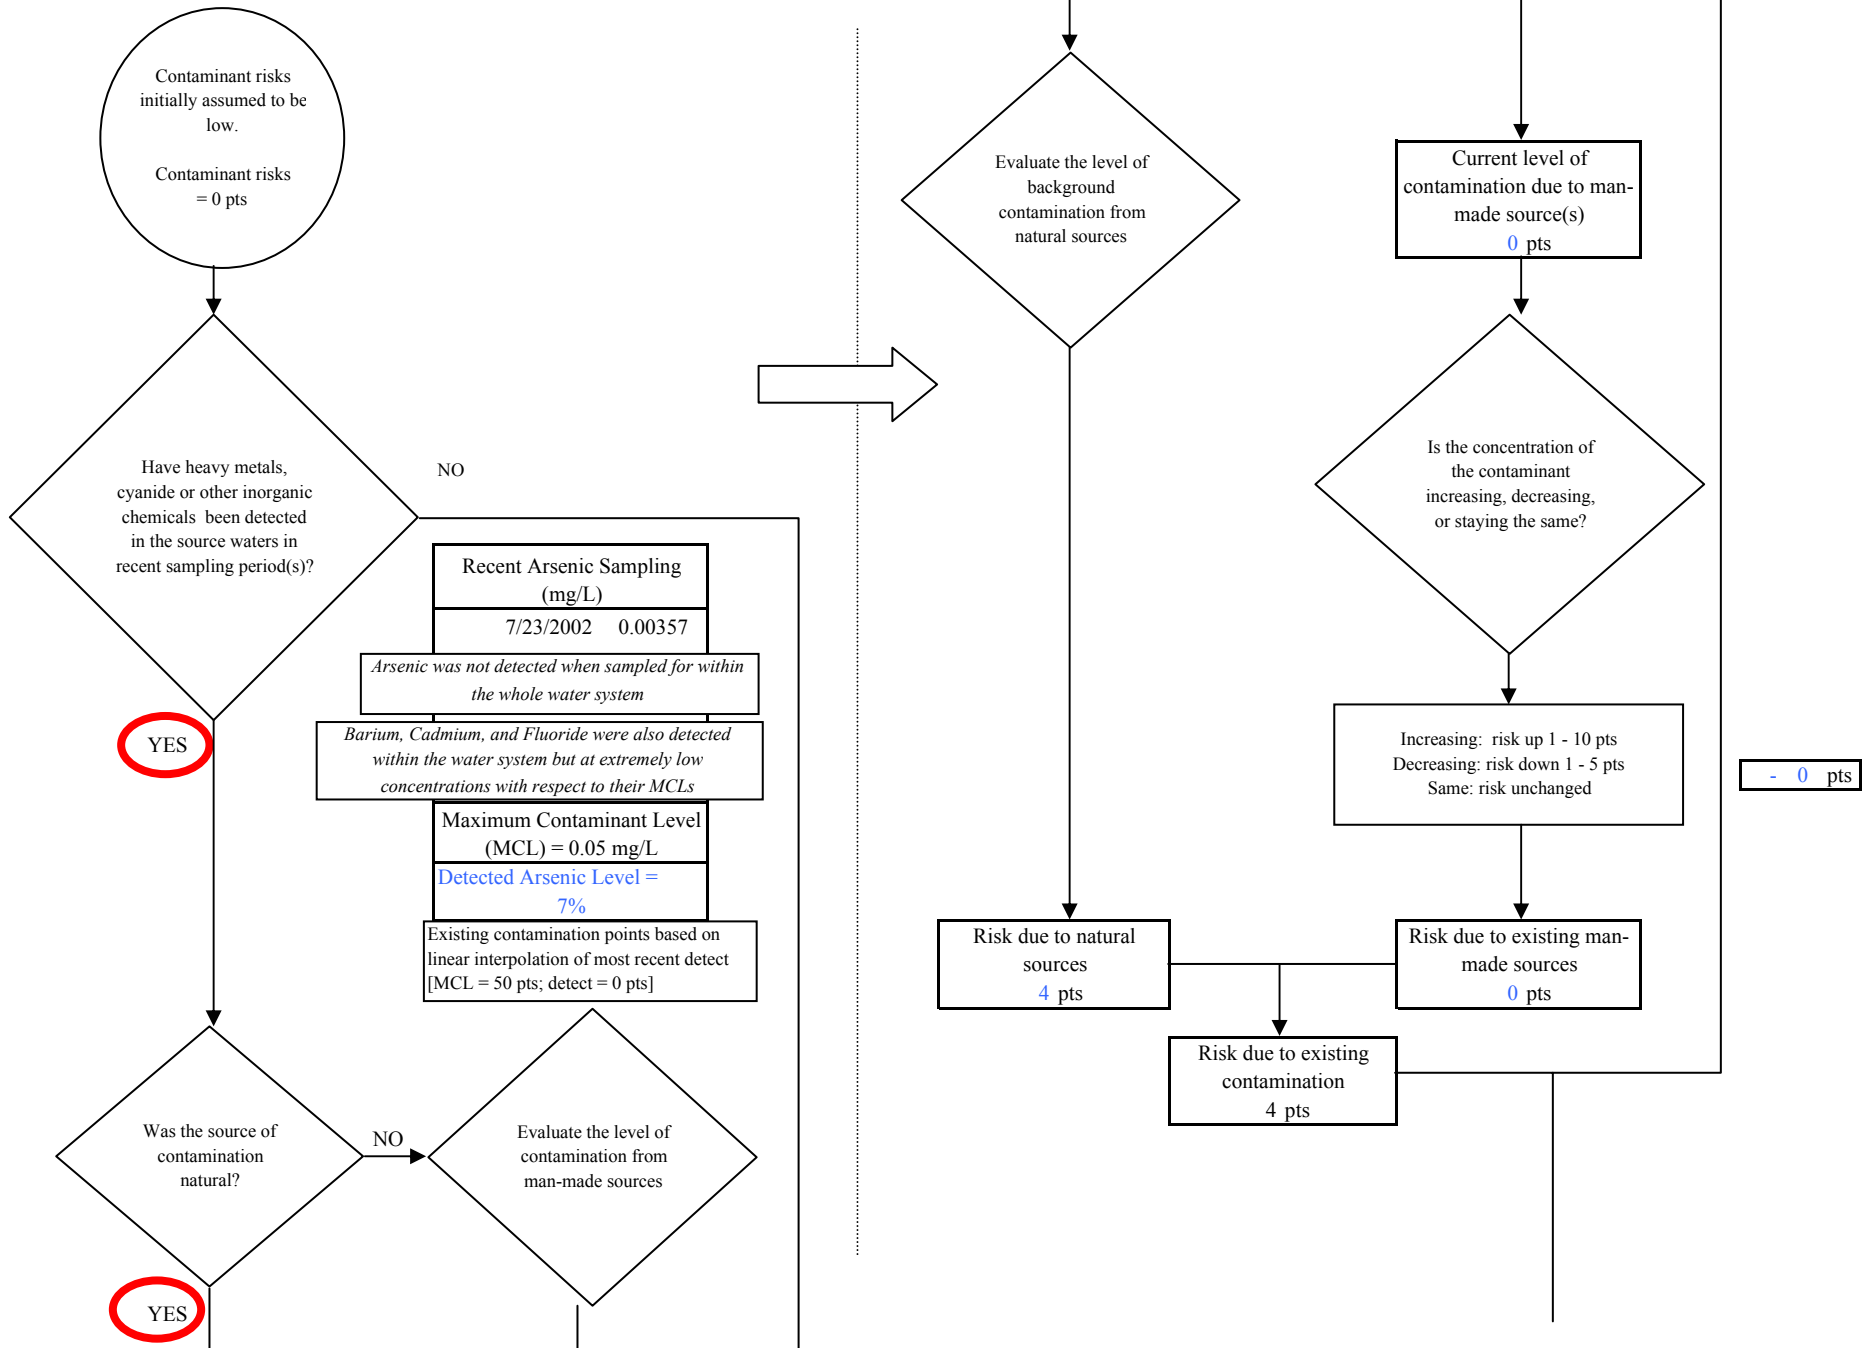 Contaminant risks
initially assumed to be
low.
Contaminant risks
= 0 pts
Have heavy metals,
cyanide or other inorganic
chemicals been detected
in the source waters in
recent sampling period(s)?
NO
YES
Recent Arsenic Sampling
(mg/L)
7/23/2002 0.00357
Arsenic was not detected when sampled for within
the whole water system
Barium, Cadmium, and Fluoride were also detected
within the water system but at extremely low
concentrations with respect to their MCLs
Maximum Contaminant Level
(MCL) = 0.05 mg/L
Detected Arsenic Level =
7%
Existing contamination points based on
linear interpolation of most recent detect
[MCL = 50 pts; detect = 0 pts]
Was the source of
contamination
natural?
NO
Evaluate the level of
contamination from
man-made sources
YES
Evaluate the level of
background
contamination from
natural sources
Current level of
contamination due to man-
made source(s)
0 pts
Is the concentration of
the contaminant
increasing, decreasing,
or staying the same?
Increasing: risk up 1 - 10 pts
Decreasing: risk down 1 - 5 pts
Same: risk unchanged
- 0 pts
Risk due to natural
sources
4 pts
Risk due to existing man-
made sources
0 pts
Risk due to existing
contamination
4 pts